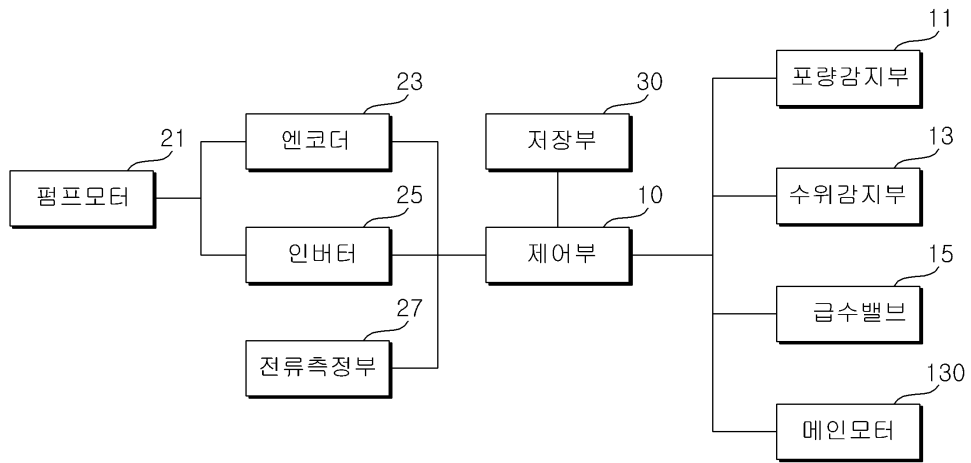 11
포량감지부
23
엔코더
30
저장부
21
펌프모터
13
수위감지부
25
인버터
10
제어부
15
급수밸브
27
전류측정부
130
메인모터